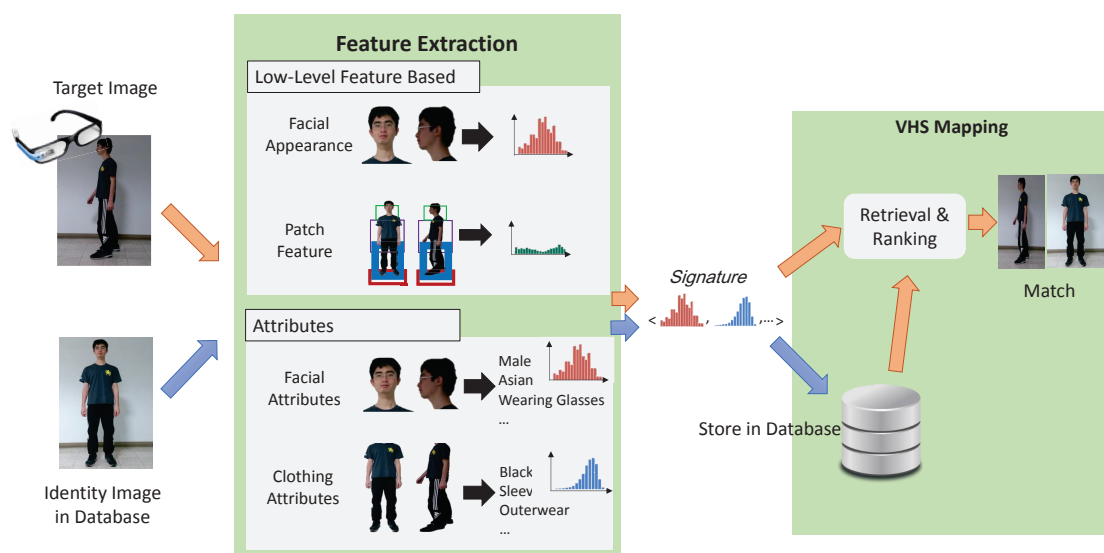 Feature Extraction
Target Image
Low-Level Feature Based
Facial
Appearance
Patch
Feature
Attributes
Facial
Attributes
Male
Asian
Wearing Glasses
...
Clothing
Attributes
Black
Sleev
Outerwear
...
Identity Image
in Database
Signature
< , ,...>
Store in Database
VHS Mapping
Retrieval &
Ranking
Match